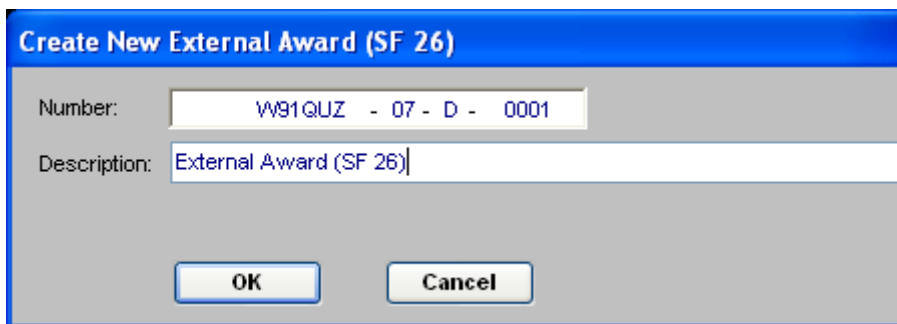 Create New External Award (SF 26)
Number: W91QUZ - 07 - D - 0001
Description: External Award (SF 26)
OK Cancel